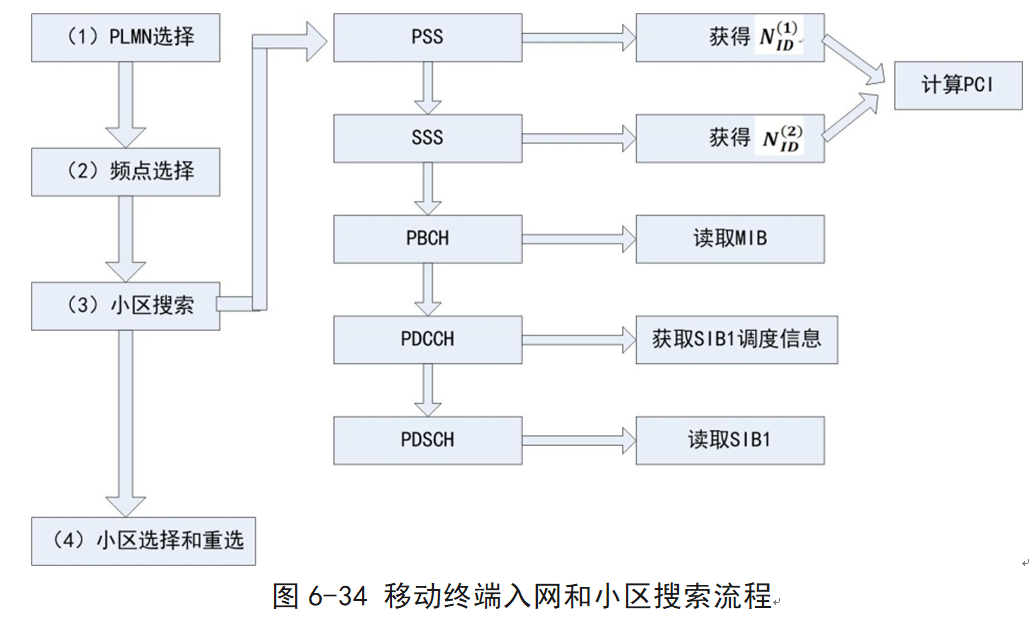 （1）PLMN选择
（2）频点选择
（3）小区搜索
（4）小区选择和重选
PSS
获得 N_{ID}^{(1)}
SSS
获得 N_{ID}^{(2)}
计算PCI
PBCH
读取MIB
PDCCH
获取SIB1调度信息
PDSCH
读取SIB1
图 6-34 移动终端入网和小区搜索流程